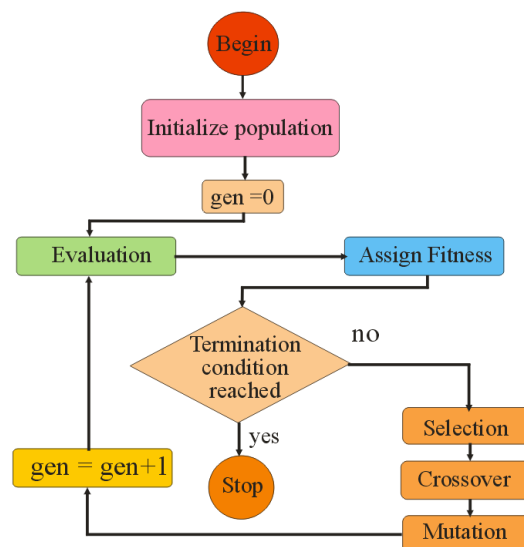 Begin
Initialize population
gen =0
Evaluation
Assign Fitness
Termination
condition
reached
no
yes
Selection
Crossover
Mutation
gen = gen+1
Stop